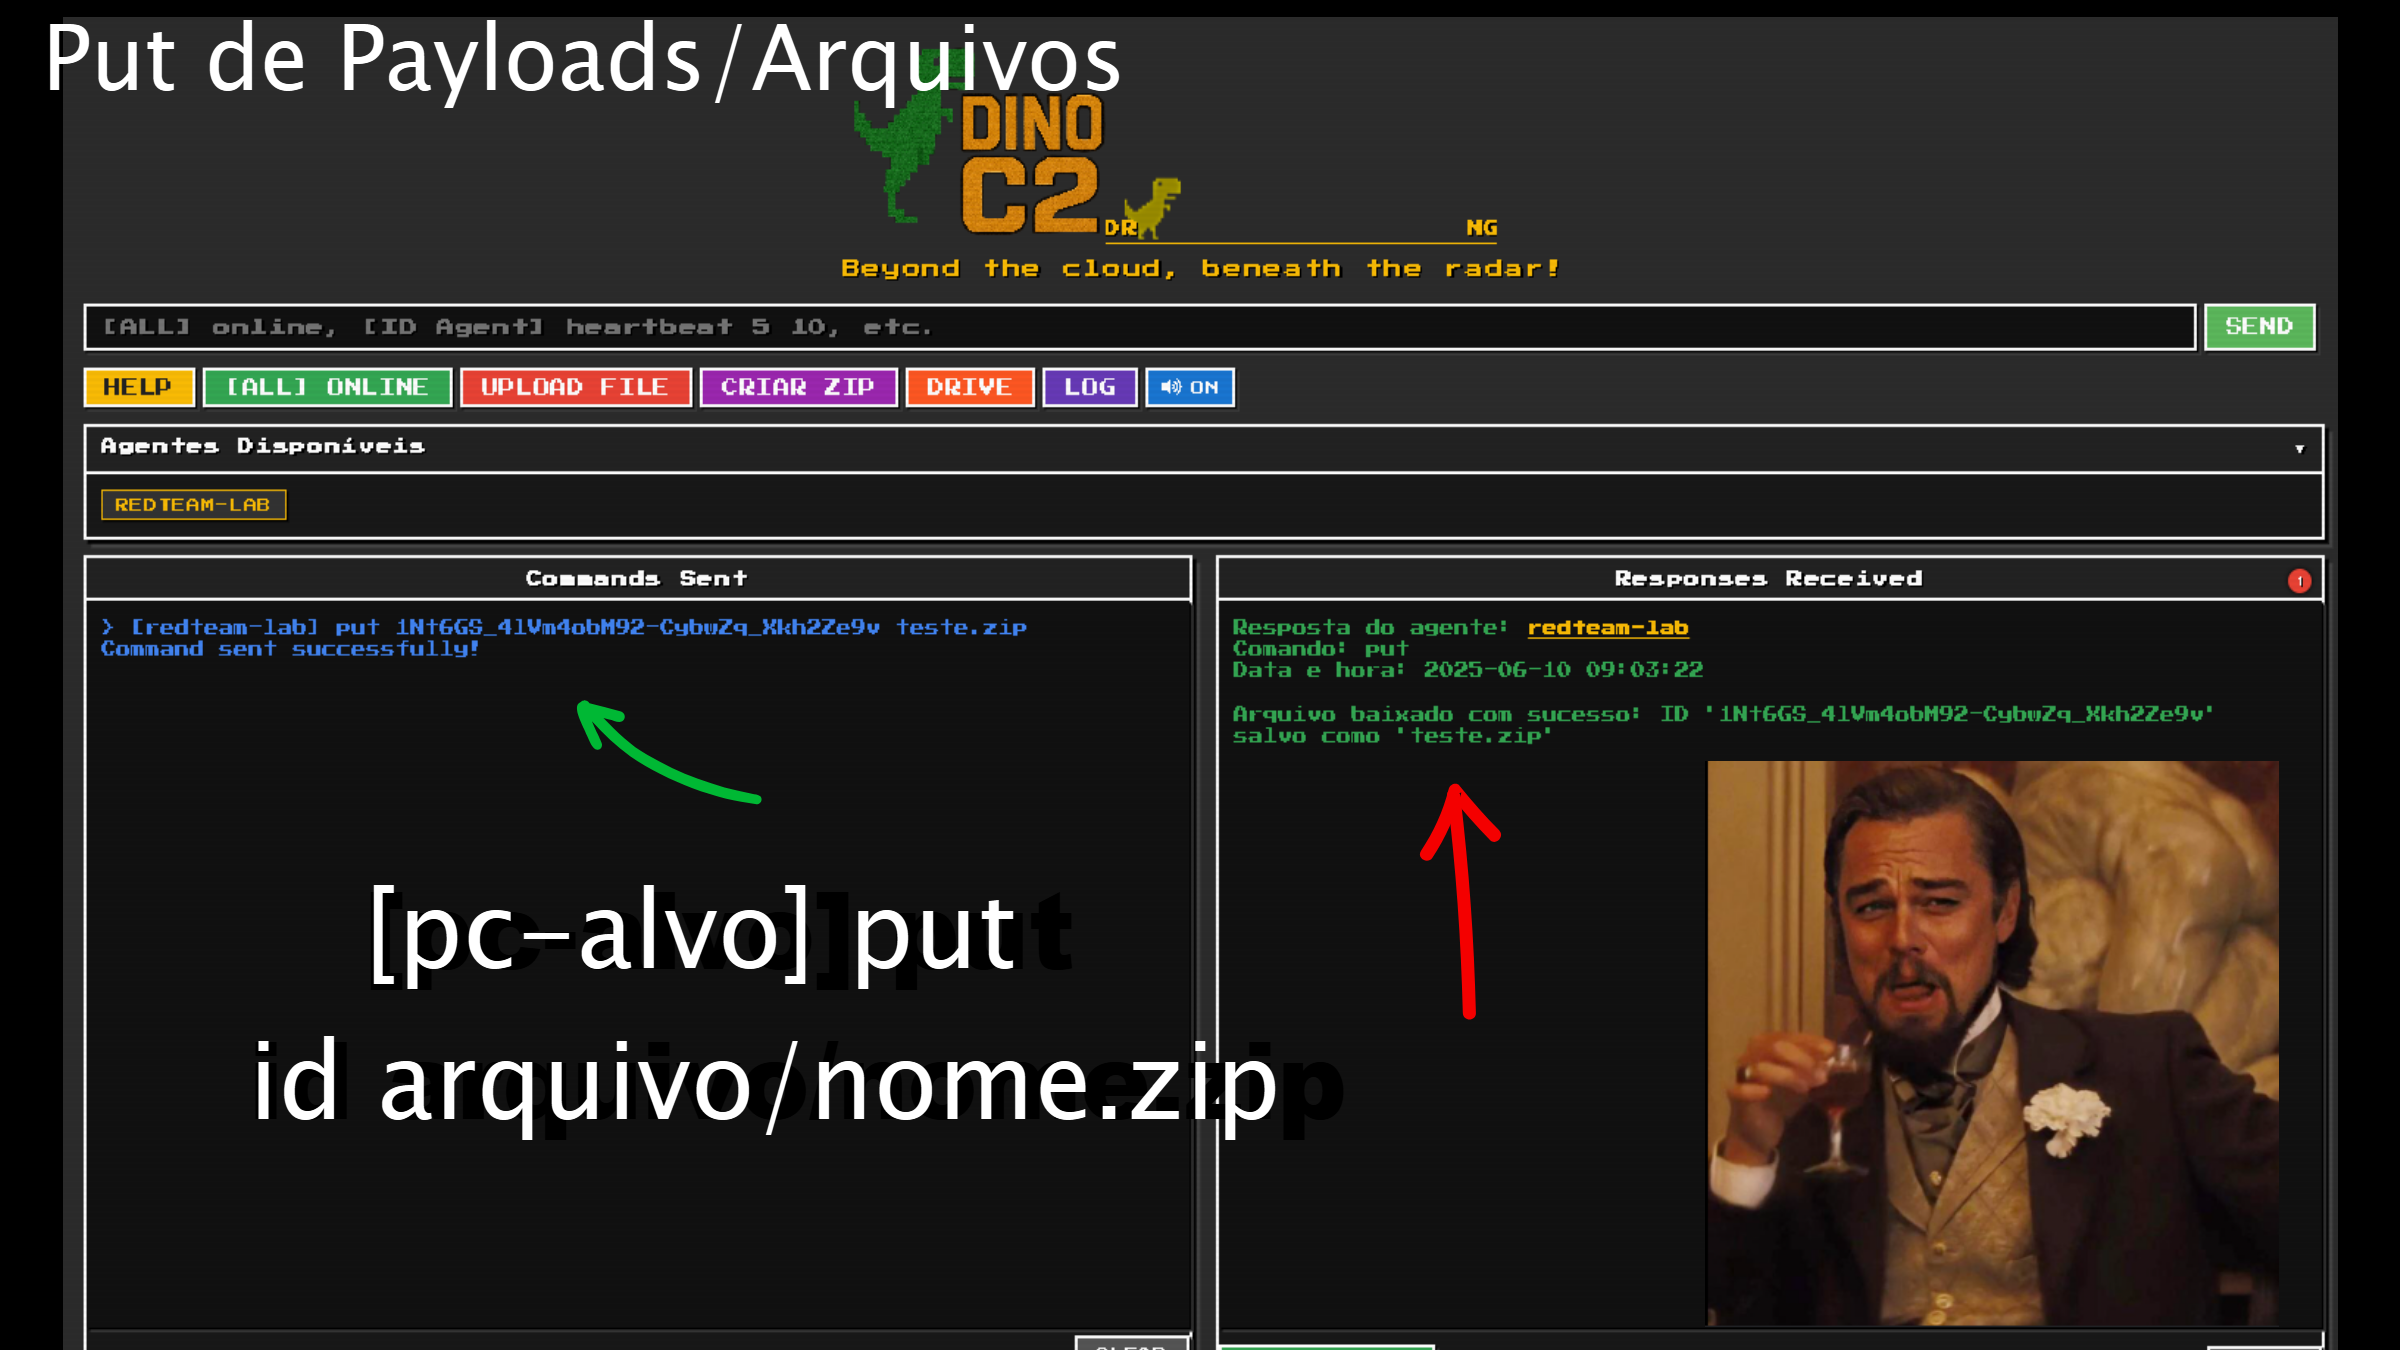 Put de Payloads/Arquivos
DINO
C2
DR NG
Beyond the cloud, beneath the radar!
[ALL] online, [ID Agent] heartbeat 5 10, etc.
SEND
HELP
[ALL] ONLINE
UPLOAD FILE
CRIAR ZIP
DRIVE
LOG
ON
Agentes Disponíveis
REDTEAM-LAB
Commands Sent
> [redteam-lab] put 1Nt6GS_4lVm4obM92-CybwZq_Xkh2Ze9v teste.zip
Command sent successfully!
[pc-alvo] put
id arquivo/nome.zip
Responses Received
1
Resposta do agente: redteam-lab
Comando: put
Data e hora: 2025-06-10 09:03:22
Arquivo baixado com sucesso: ID '1Nt6GS_4lVm4obM92-CybwZq_Xkh2Ze9v'
salvo como 'teste.zip'